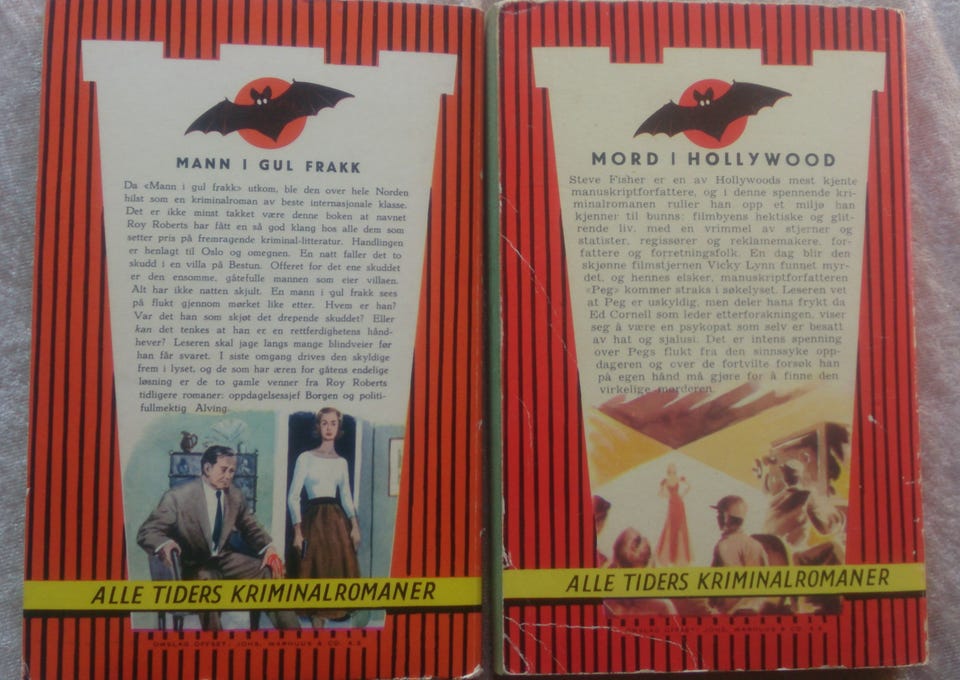 MANN I GUL FRAKK
Da «Mann i gul frakk» utkom, ble den over hele Norden
hilst som en kriminalroman av beste internasjonale klasse.
Det er ikke minst takket være denne boken at navnet
Roy Roberts har fått en så god klang hos alle dem som
setter pris på fremragende kriminal-litteratur. Handlingen
er henlagt til Oslo og omegnen. En natt faller det to
skudd i en villa på Bestun. Offeret for det ene skuddet
er den ensomme, gåtefulle mannen som eier villaen.
Alt har ikke natten skjult. En mann i gul frakk sees
på flukt gjennom mørket like etter. Hvem er han?
Var det han som skjøt det drepende skuddet? Eller
kan det tenkes at han er en rettferdighetens hånd-
hever? Leseren skal jage langs mange blindveier før
han får svaret. I siste omgang drives den skyldige
frem i lyset, og de som har æren for gåtens endelige
løsning er de to gamle venner fra Roy Roberts
tidligere romaner: oppdagelsessjef Borgen og politi-
fullmektig Alving.
ALLE TIDERS KRIMINALROMANER
OMSLAG OFFSET: JOHS. WARHUUS & CO. A.S
MORD I HOLLYWOOD
Steve Fisher er en av Hollywoods mest kjente
manuskriptforfattere, og i denne spennende kri-
minalromanen ruller han opp et miljø han
kjenner til bunns: filmbyens hektiske og glit-
rende liv, med en vrimmel av stjerner og
statister, regissører og reklamemakere, for-
fattere og forretningsfolk. En dag blir den
skjønne filmstjernen Vicky Lynn funnet myr-
det, og hennes elsker, manuskriptforfatteren
«Peg» kommer straks i søkelyset. Leseren vet
at Peg er uskyldig, men deler hans frykt da
Ed Cornell som leder etterforskningen, viser
seg å være en psykopat som selv er besatt
av hat og sjalusi. Det er intens spenning
over Pegs flukt fra den sinnssyke opp-
dageren og over de fortvilte forsøk han
på egen hånd må gjøre for å finne den
virkelige morderen.
ALLE TIDERS KRIMINALROMANER
OMSLAG OFFSET: JOHS. WARHUUS & CO. A.S